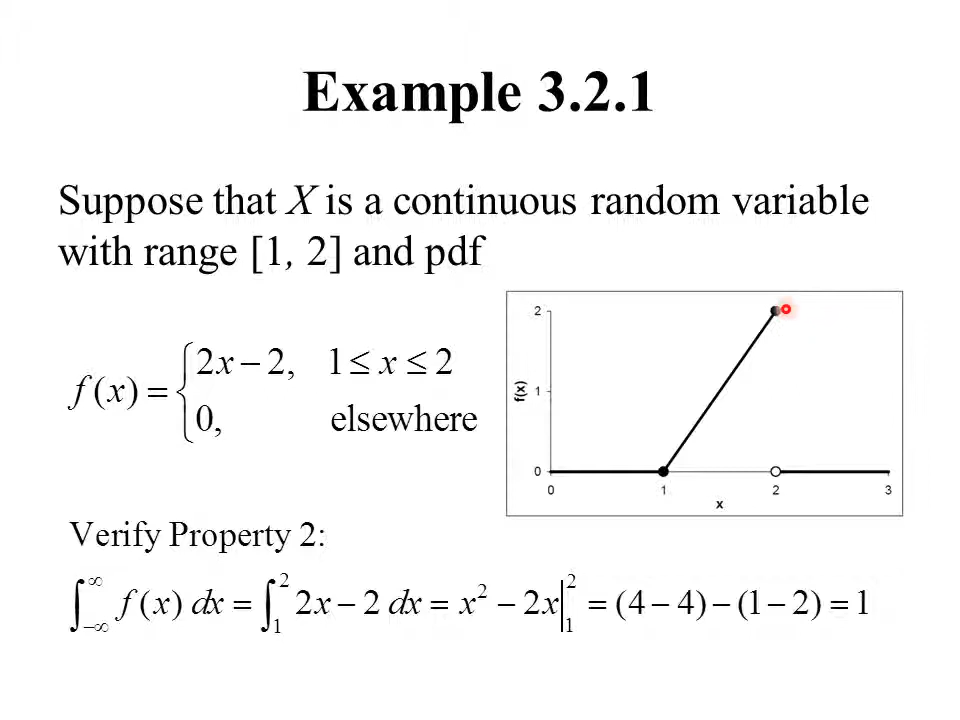 Example 3.2.1
Suppose that X is a continuous random variable
with range [1, 2] and pdf
f(x) = { 2x − 2, 1 ≤ x ≤ 2
0, elsewhere
2
1
0
f(x)
0 1 2 3
x
Verify Property 2:
∫_{−∞}^{∞} f(x) dx = ∫_1^2 2x − 2 dx = x² − 2x |_1^2 = (4 − 4) − (1 − 2) = 1